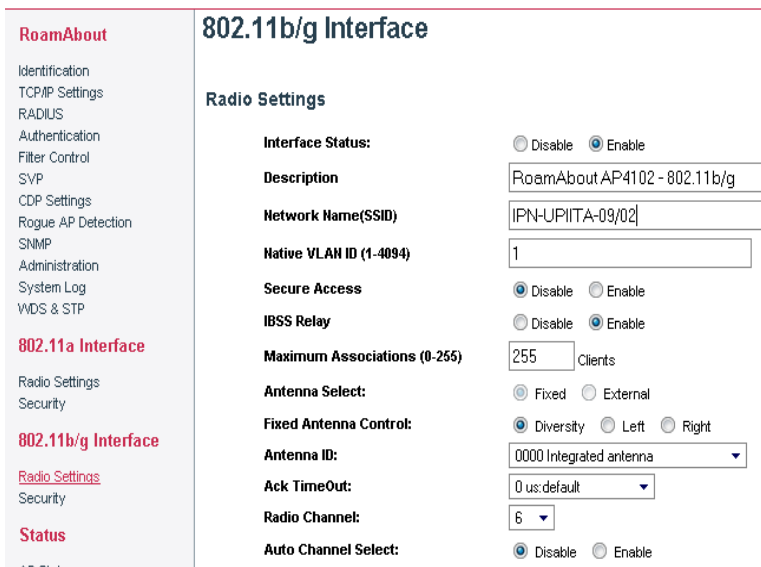 RoamAbout
Identification
TCP/IP Settings
RADIUS
Authentication
Filter Control
SVP
CDP Settings
Rogue AP Detection
SNMP
Administration
System Log
WDS & STP
802.11a Interface
Radio Settings
Security
802.11b/g Interface
Radio Settings
Security
Status
802.11b/g Interface
Radio Settings
Interface Status: Disable Enable
Description RoamAbout AP4102 - 802.11b/g
Network Name(SSID) IPN-UPIITA-09/02
Native VLAN ID (1-4094) 1
Secure Access Disable Enable
IBSS Relay Disable Enable
Maximum Associations (0-255) 255 Clients
Antenna Select: Fixed External
Fixed Antenna Control: Diversity Left Right
Antenna ID: 0000 Integrated antenna
Ack TimeOut: 0 us:default
Radio Channel: 6
Auto Channel Select: Disable Enable